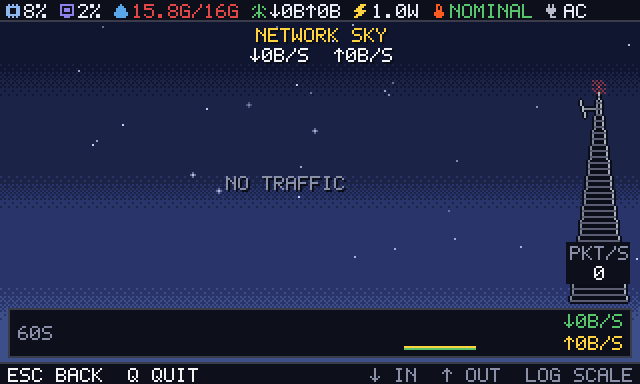 8% 2% 15.8G/16G ↓0B↑0B 1.0W NOMINAL AC
NETWORK SKY
↓0B/S ↑0B/S
NO TRAFFIC
PKT/S
0
60S
↓0B/S
↑0B/S
ESC BACK Q QUIT ↓ IN ↑ OUT LOG SCALE